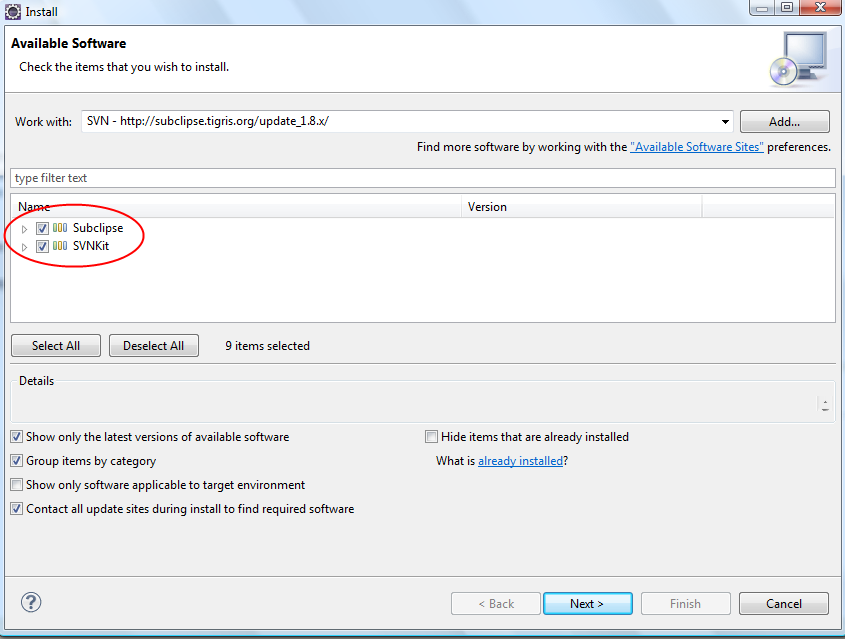 Install
Available Software
Check the items that you wish to install.
Work with: SVN - http://subclipse.tigris.org/update_1.8.x/ Add...
Find more software by working with the "Available Software Sites" preferences.
type filter text
Name Version
Subclipse
SVNKit
Select All Deselect All 9 items selected
Details
Show only the latest versions of available software Hide items that are already installed
Group items by category What is already installed?
Show only software applicable to target environment
Contact all update sites during install to find required software
? < Back Next > Finish Cancel